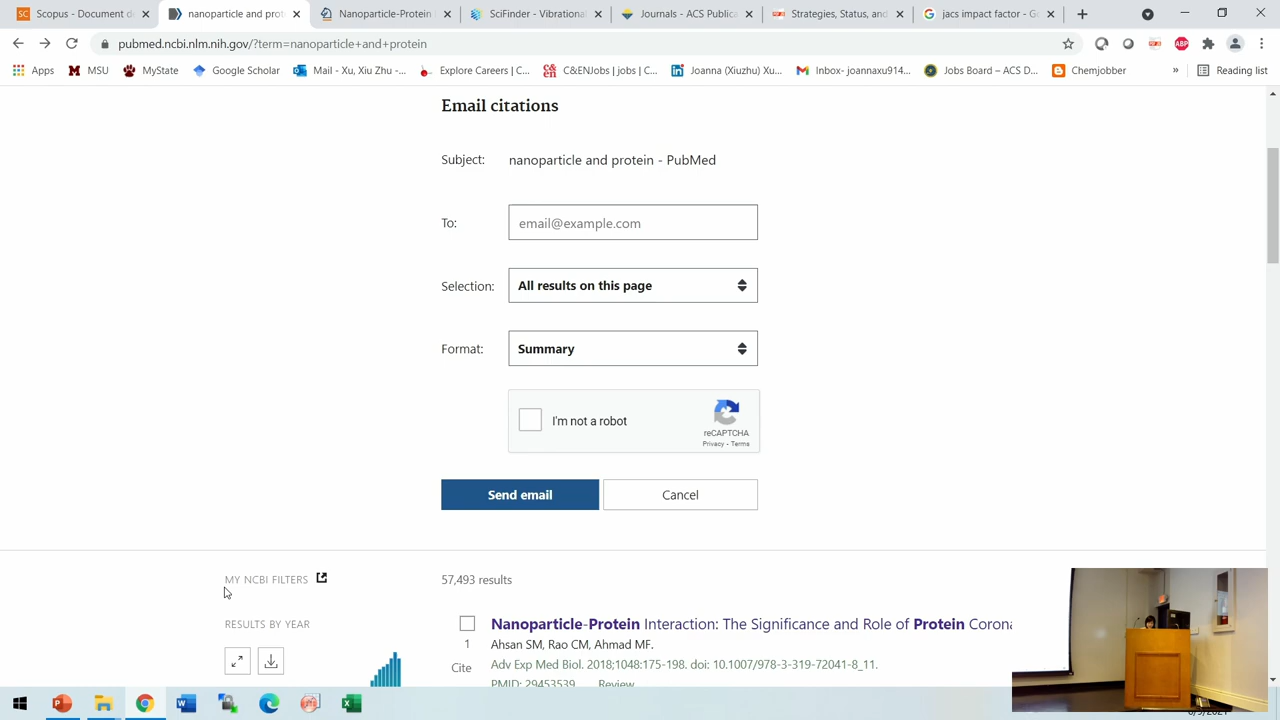 Scopus - Document de
nanoparticle and prote
Nanoparticle-Protein I
SciFinder - Vibrational
Journals - ACS Publica
Strategies, Status, and
jacs impact factor - Go
pubmed.ncbi.nlm.nih.gov/?term=nanoparticle+and+protein
ABP
Apps
MSU
MyState
Google Scholar
Mail - Xu, Xiu Zhu -...
Explore Careers | C...
C&ENJobs | jobs | C...
Joanna (Xiuzhu) Xu...
Inbox- joannaxu914...
Jobs Board – ACS D...
Chemjobber
»
Reading list
Email citations
Subject: nanoparticle and protein - PubMed
To: email@example.com
Selection: All results on this page
Format: Summary
I'm not a robot
reCAPTCHA
Privacy - Terms
Send email
Cancel
MY NCBI FILTERS
57,493 results
RESULTS BY YEAR
Nanoparticle-Protein Interaction: The Significance and Role of Protein Corona
1
Ahsan SM, Rao CM, Ahmad MF.
Cite
Adv Exp Med Biol. 2018;1048:175-198. doi: 10.1007/978-3-319-72041-8_11.
PMID: 29453539 Review.